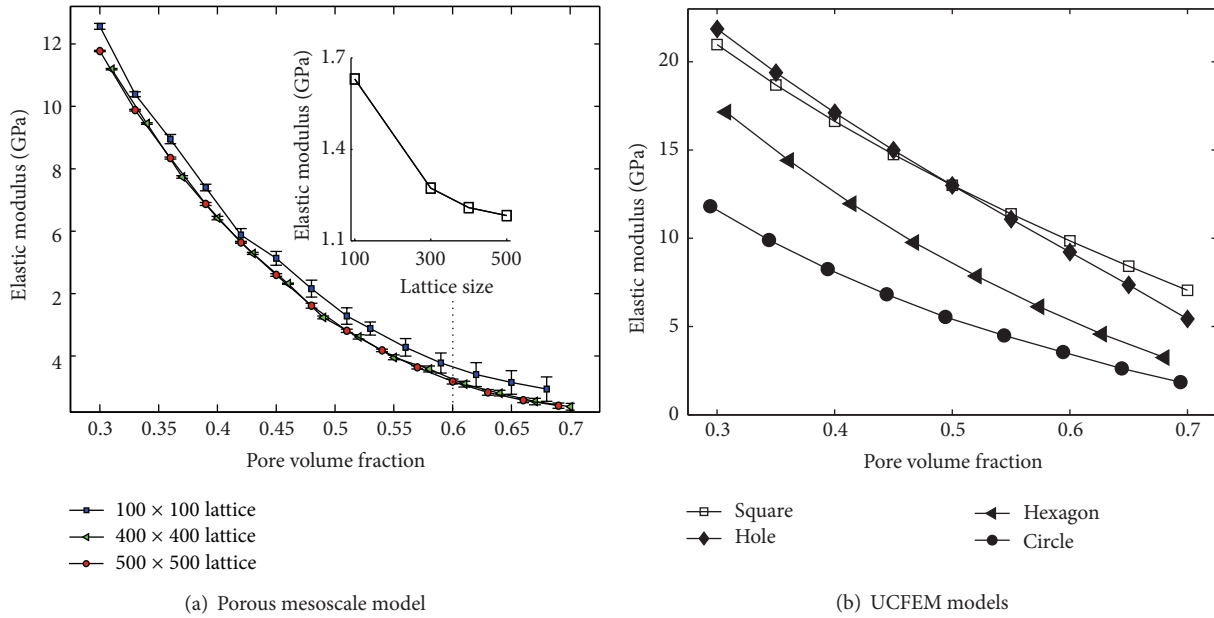 12
10
8
6
2
4
Elastic modulus (GPa)
1.7
1.4
1.1
Elastic modulus (GPa)
100 300 500
Lattice size
0.3 0.35 0.4 0.45 0.5 0.55 0.6 0.65 0.7
Pore volume fraction
100 × 100 lattice
400 × 400 lattice
500 × 500 lattice
(a) Porous mesoscale model
20
15
10
5
0
Elastic modulus (GPa)
0.3 0.4 0.5 0.6 0.7
Pore volume fraction
Square
Hole
Hexagon
Circle
(b) UCFEM models